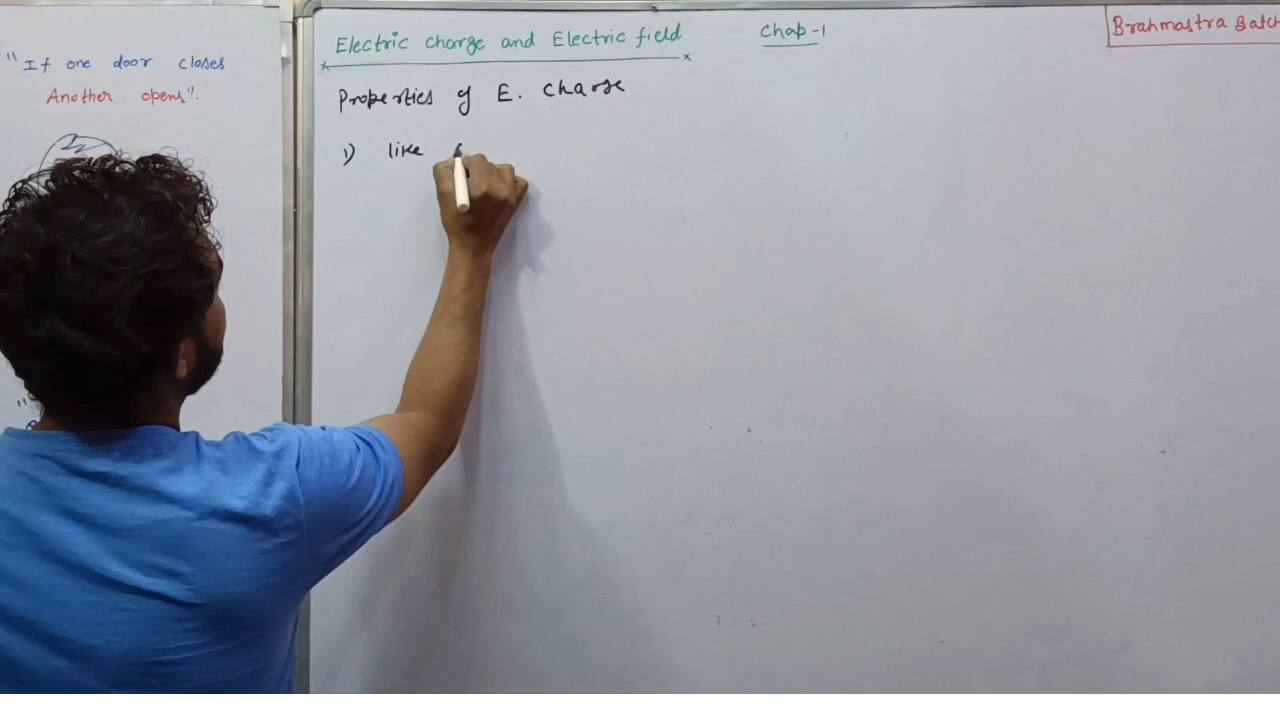 "If one door closes
Another opens".
Electric charge and Electric field
Chap-1
Brahmastra Batch
Properties of E. Charge
1) like